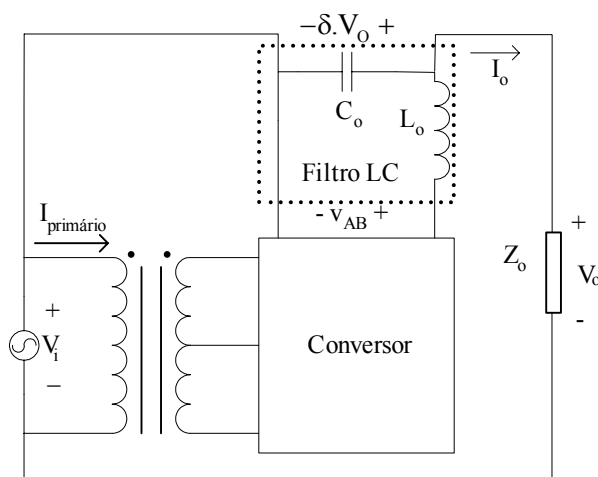 −δ.V_O +
I_o
C_o
L_o
Filtro LC
- v_AB +
I_primário
+
V_i
−
Conversor
Z_o
+
V_o
-